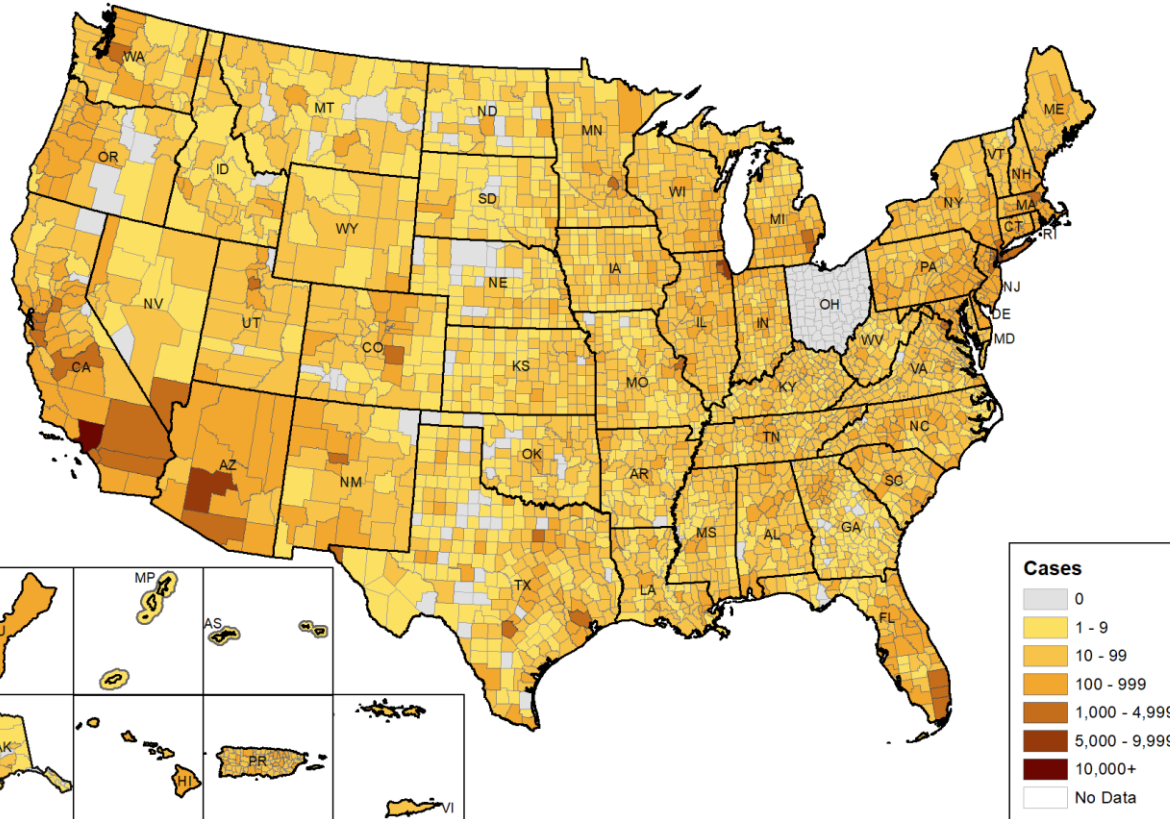 WA
MT
ND
MN
ME
OR
ID
SD
WI
VT
NH
MA
NY
CT
RI
WY
MI
IA
PA
NV
NE
NJ
OH
DE
UT
IL
IN
MD
CO
WV
CA
KS
MO
VA
KY
NC
AZ
NM
OK
TN
AR
SC
MS
AL
GA
TX
LA
FL
MP
AS
AK
HI
PR
VI
Cases
0
1 - 9
10 - 99
100 - 999
1,000 - 4,999
5,000 - 9,999
10,000+
No Data